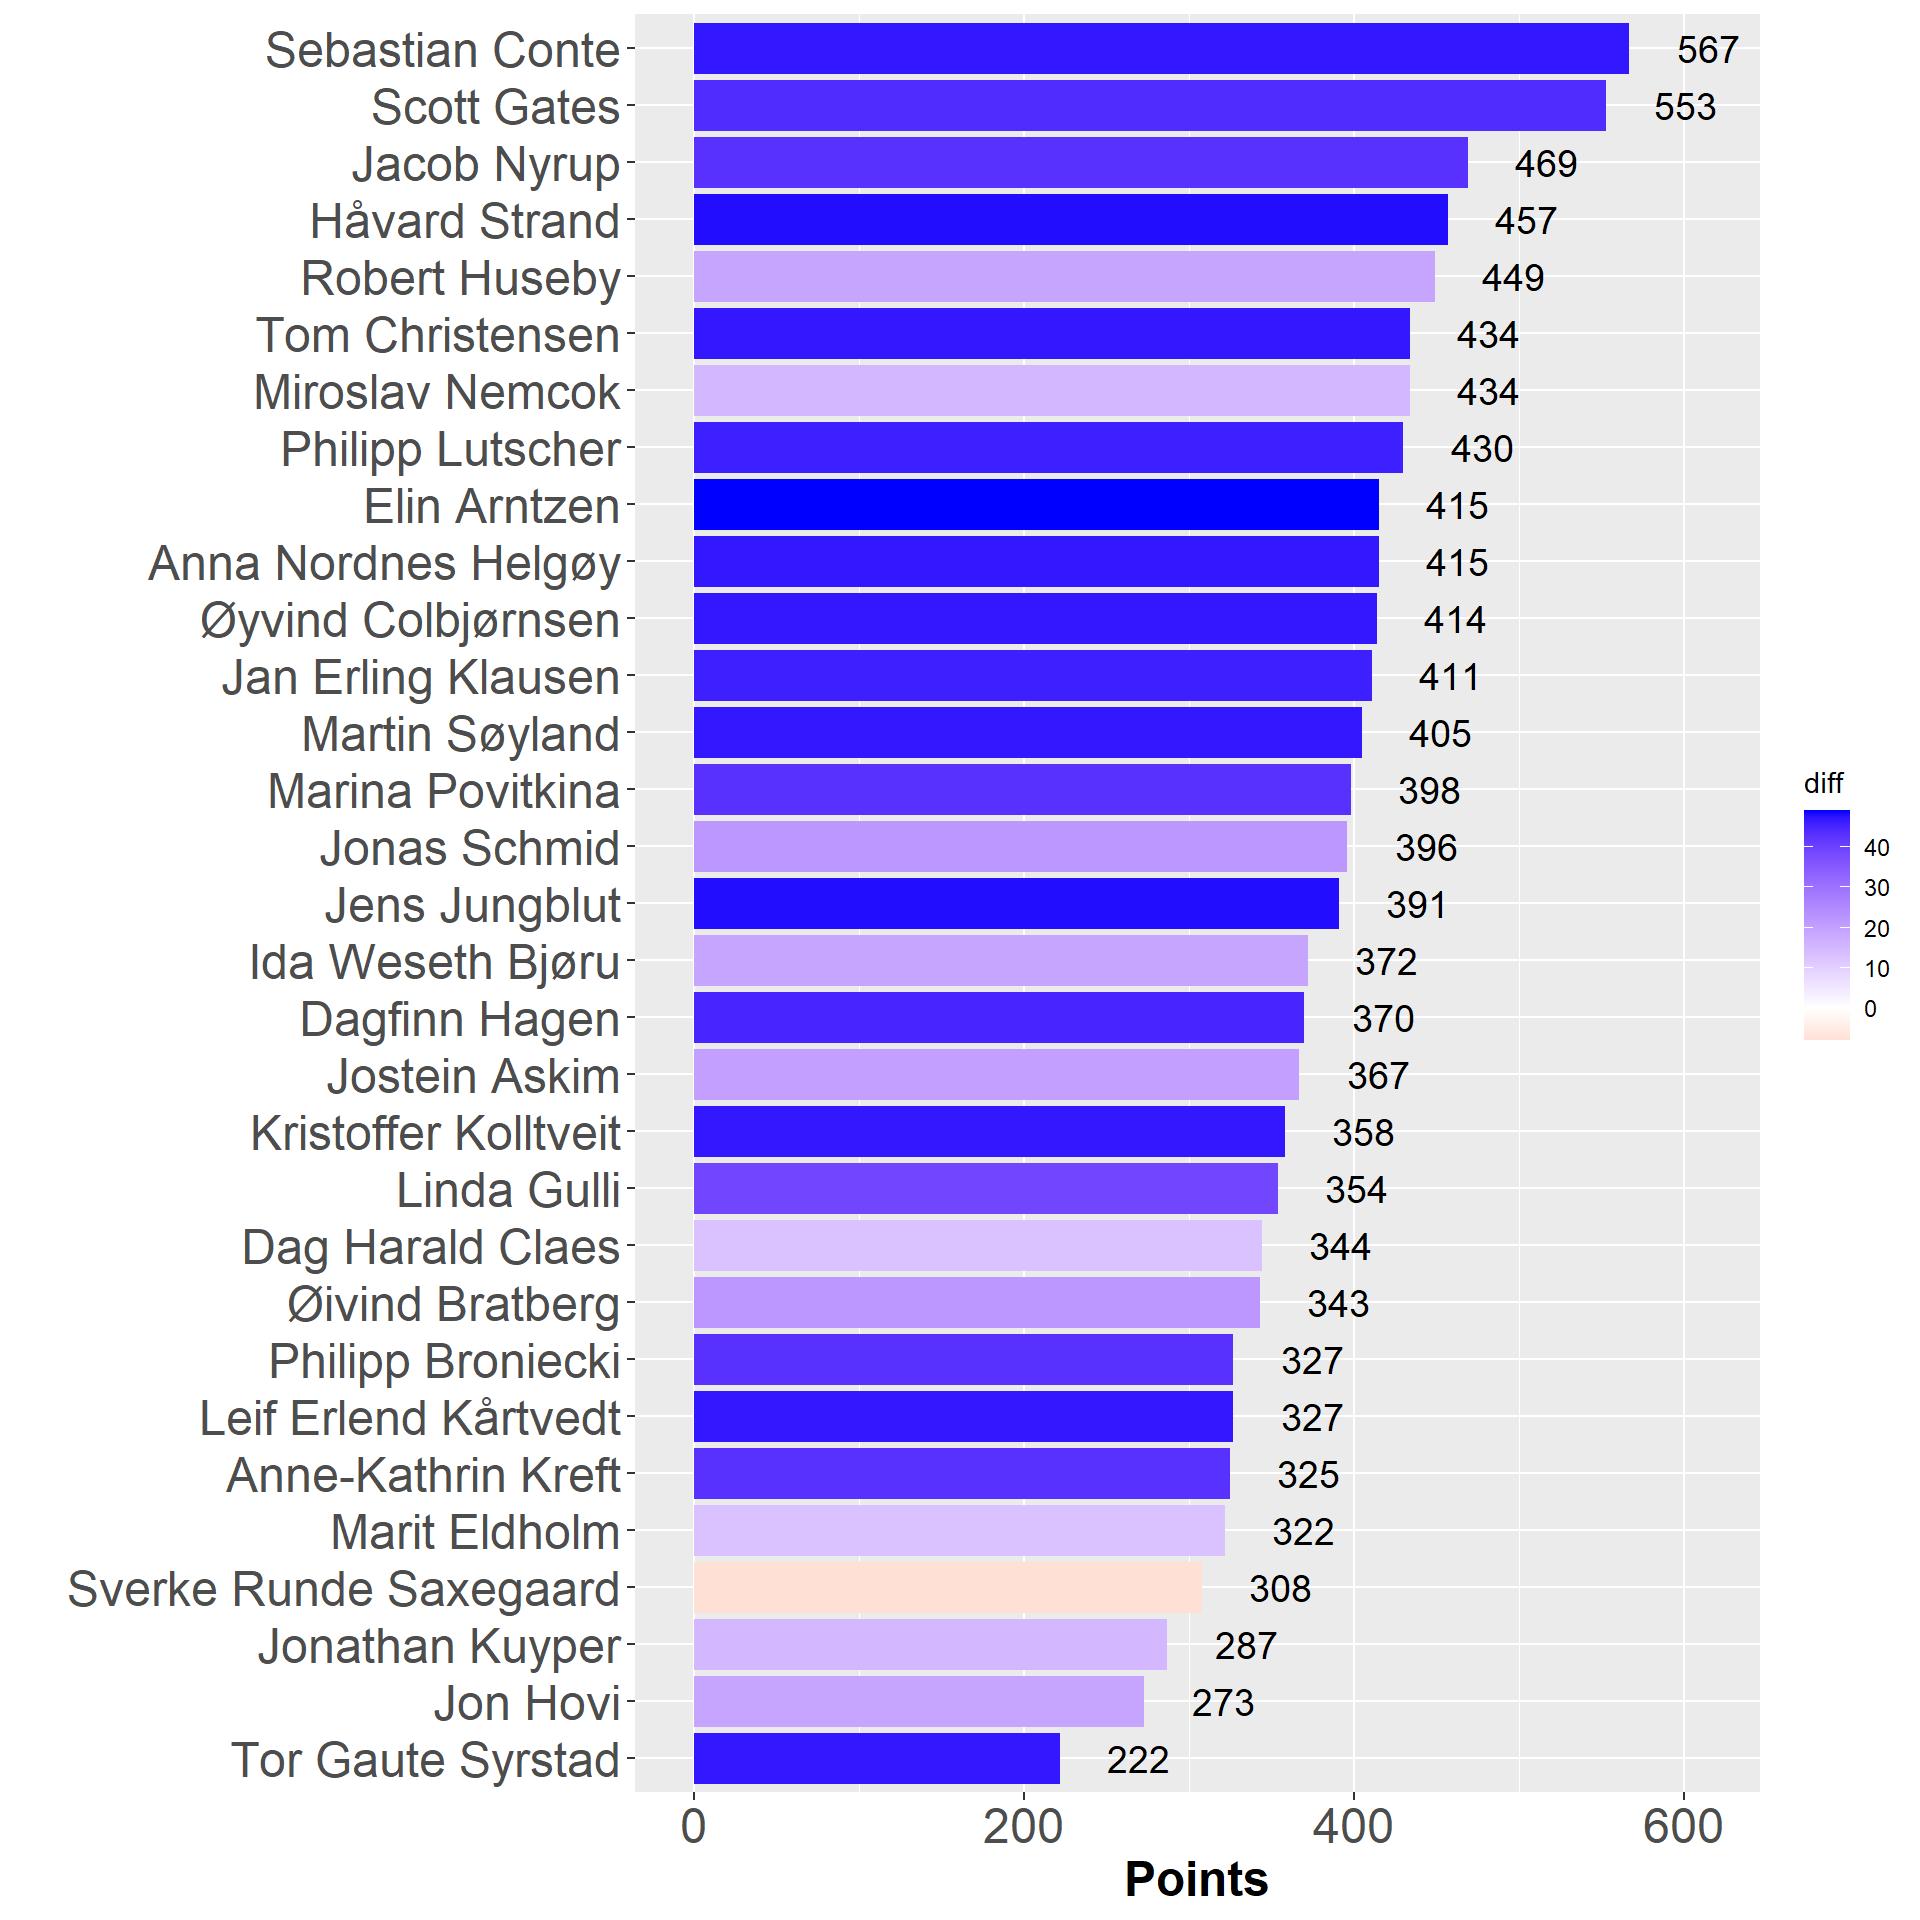 Sebastian Conte 567
Scott Gates 553
Jacob Nyrup 469
Håvard Strand 457
Robert Huseby 449
Tom Christensen 434
Miroslav Nemcok 434
Philipp Lutscher 430
Elin Arntzen 415
Anna Nordnes Helgøy 415
Øyvind Colbjørnsen 414
Jan Erling Klausen 411
Martin Søyland 405
Marina Povitkina 398
Jonas Schmid 396
Jens Jungblut 391
Ida Weseth Bjøru 372
Dagfinn Hagen 370
Jostein Askim 367
Kristoffer Kolltveit 358
Linda Gulli 354
Dag Harald Claes 344
Øivind Bratberg 343
Philipp Broniecki 327
Leif Erlend Kårtvedt 327
Anne-Kathrin Kreft 325
Marit Eldholm 322
Sverke Runde Saxegaard 308
Jonathan Kuyper 287
Jon Hovi 273
Tor Gaute Syrstad 222
0 200 400 600
Points
diff
40
30
20
10
0